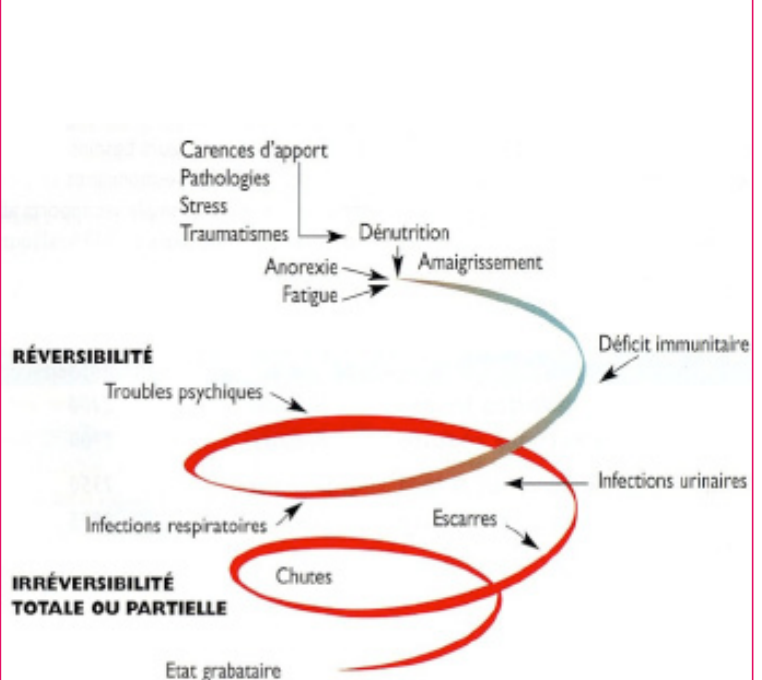 Carences d'apport
Pathologies
Stress
Traumatismes
Dénutrition
Anorexie
Amaigrissement
Fatigue
RÉVERSIBILITÉ
Déficit immunitaire
Troubles psychiques
Infections urinaires
Infections respiratoires
Escarres
IRRÉVERSIBILITÉ
TOTALE OU PARTIELLE
Chutes
Etat grabataire